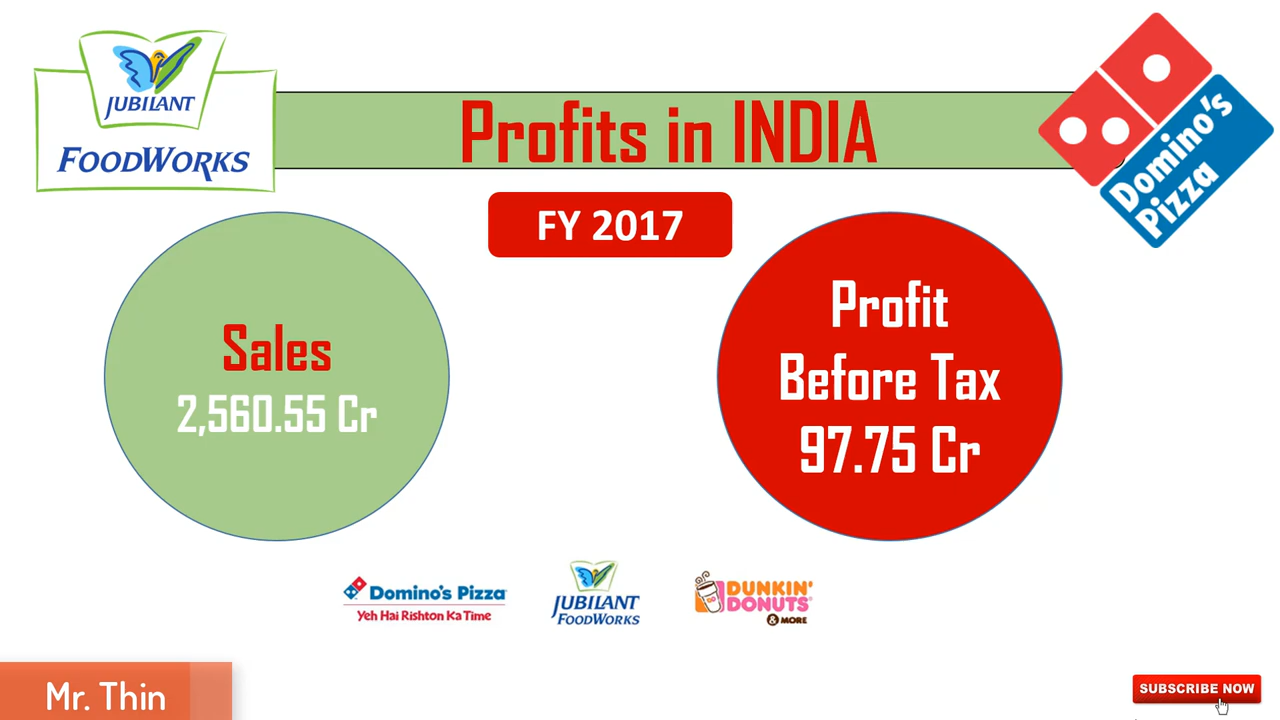 JUBILANT
FOODWORKS
Profits in INDIA
Domino's
Pizza
FY 2017
Sales
2,560.55 Cr
Profit
Before Tax
97.75 Cr
Domino's Pizza
Yeh Hai Rishton Ka Time
JUBILANT
FOODWORKS
DUNKIN'
DONUTS
& MORE
Mr. Thin
SUBSCRIBE NOW